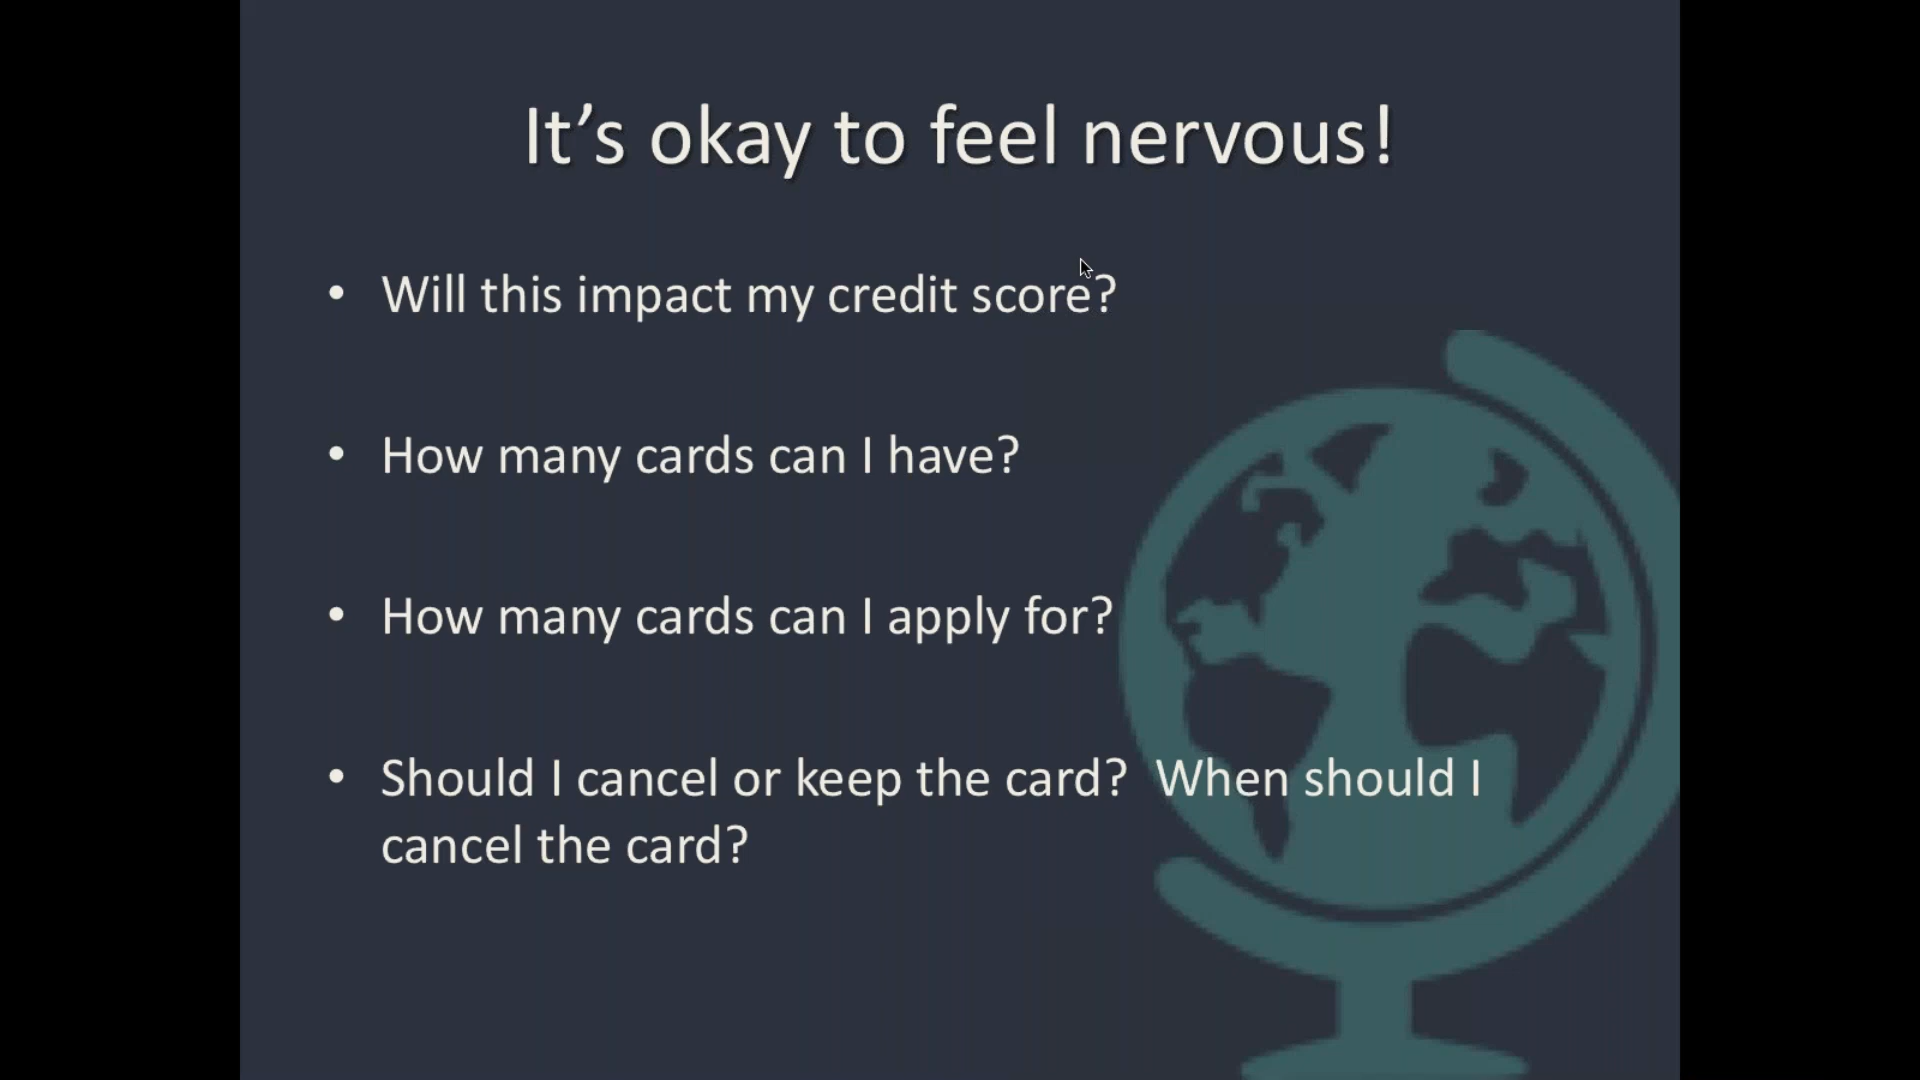 It’s okay to feel nervous!
• Will this impact my credit score?
• How many cards can I have?
• How many cards can I apply for?
• Should I cancel or keep the card?  When should I
cancel the card?